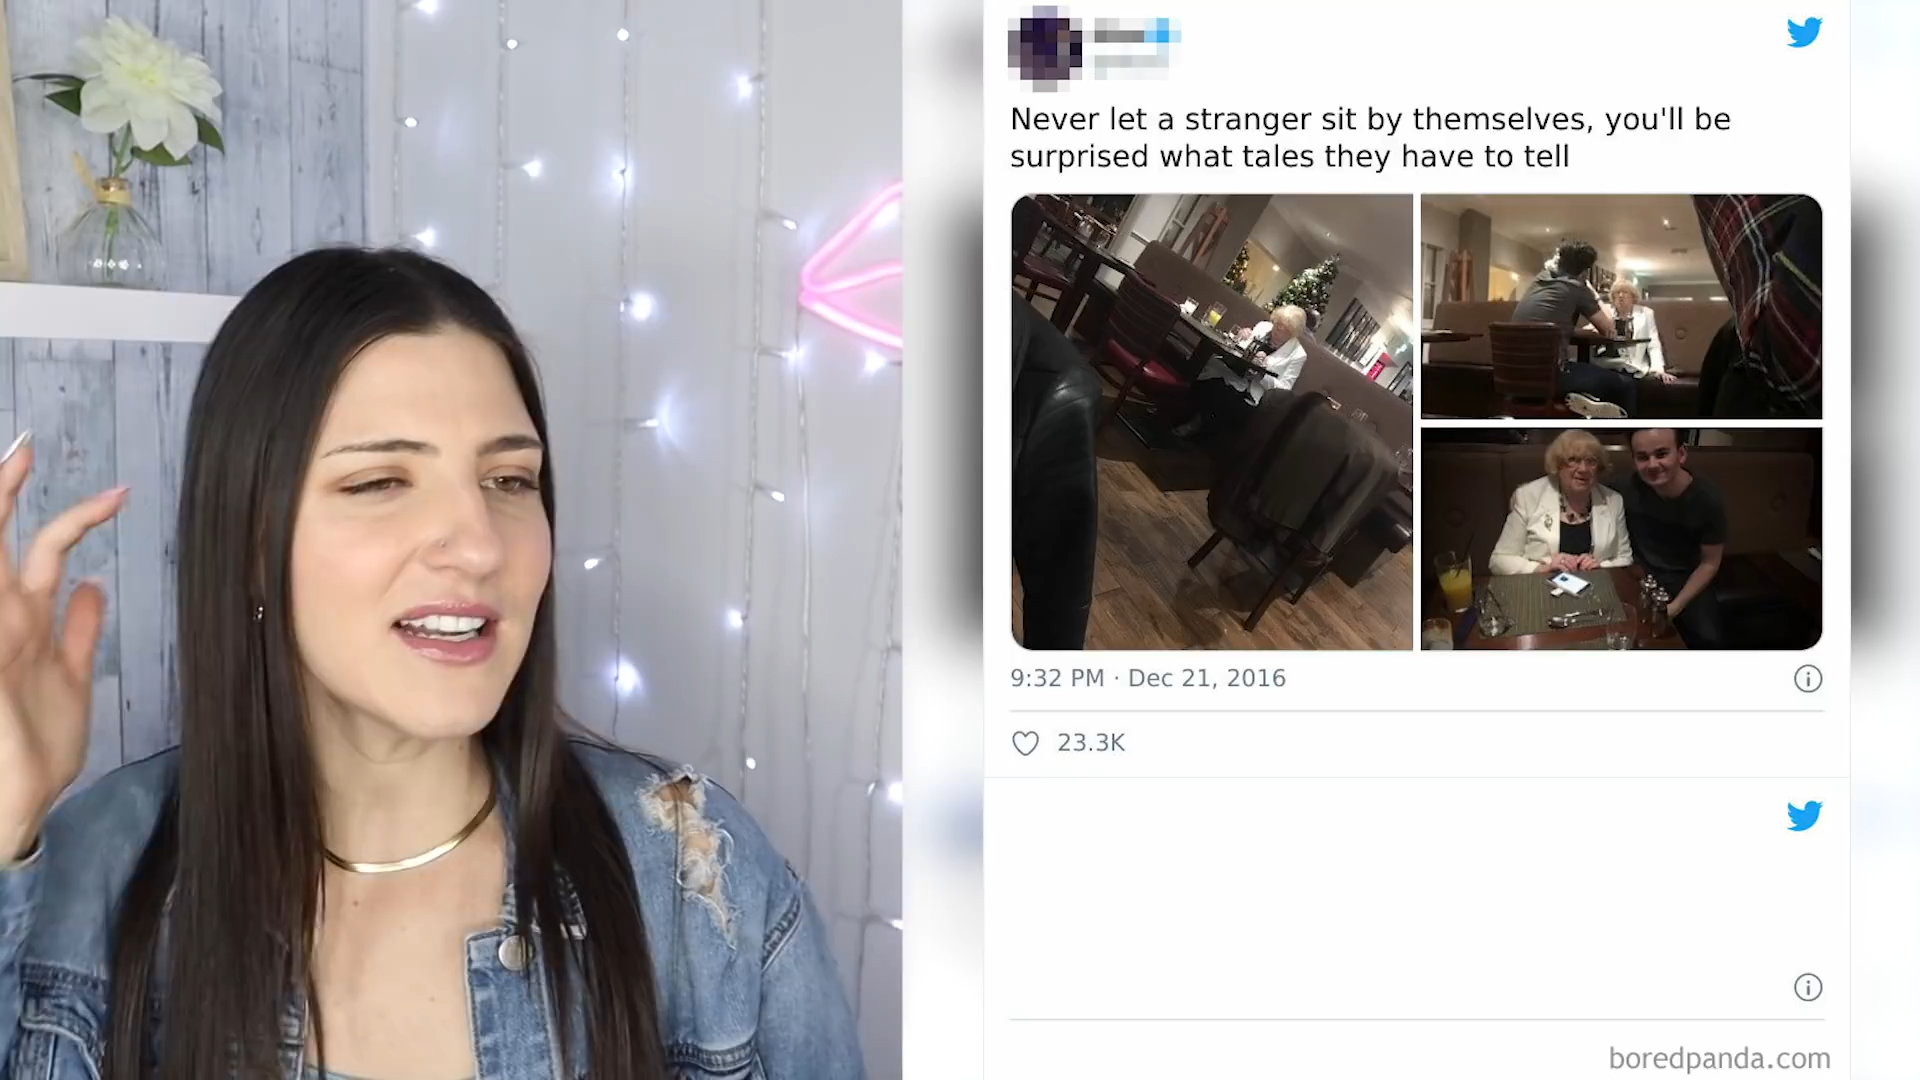 Never let a stranger sit by themselves, you'll be
surprised what tales they have to tell
9:32 PM · Dec 21, 2016
23.3K
boredpanda.com